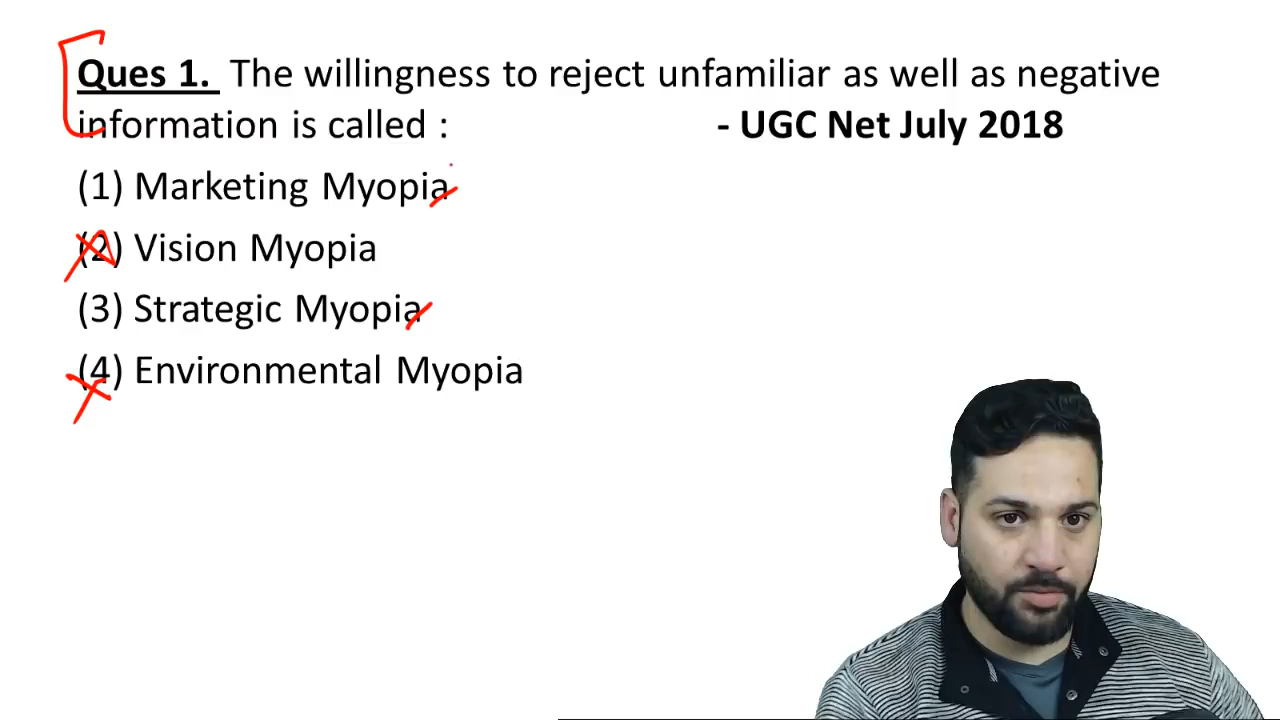 Ques 1. The willingness to reject unfamiliar as well as negative
information is called : - UGC Net July 2018
(1) Marketing Myopia
(2) Vision Myopia
(3) Strategic Myopia
(4) Environmental Myopia